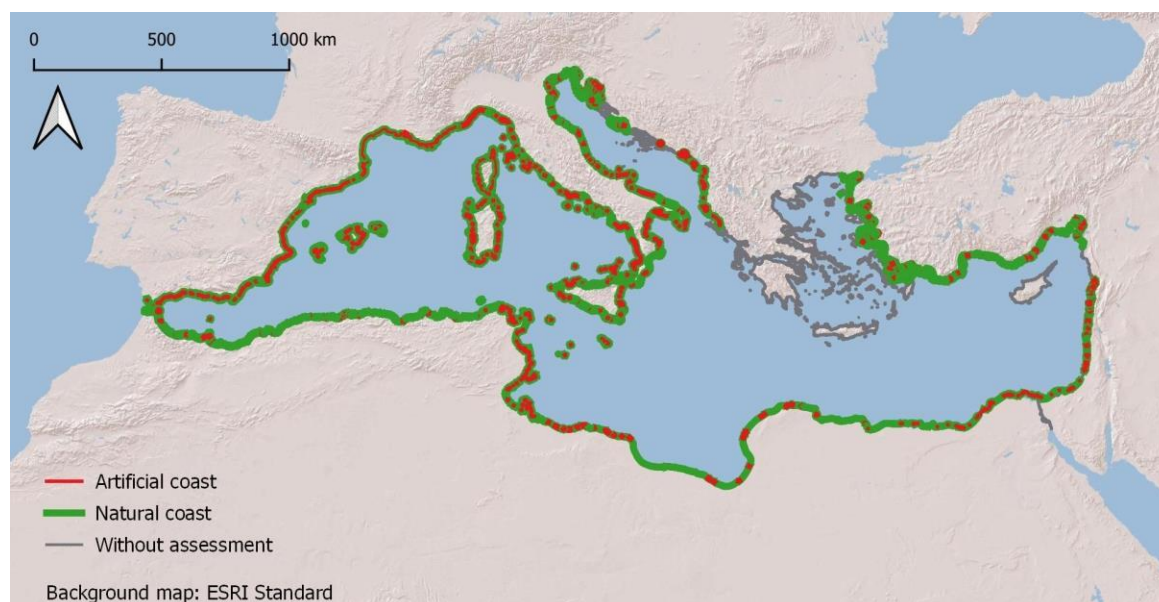 0 500 1000 km
Artificial coast
Natural coast
Without assessment
Background map: ESRI Standard